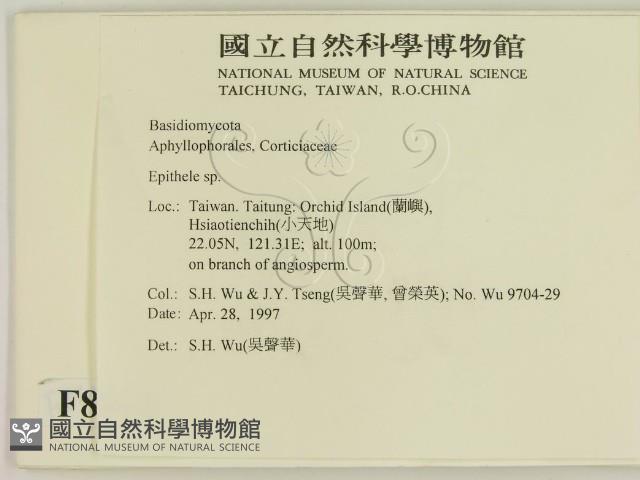 國立自然科學博物館
NATIONAL MUSEUM OF NATURAL SCIENCE
TAICHUNG, TAIWAN, R.O.CHINA
Basidiomycota
Aphyllophorales, Corticiaceae
Epithele sp.
Loc.: Taiwan. Taitung: Orchid Island(蘭嶼),
Hsiaotienchih(小天地)
22.05N, 121.31E; alt. 100m;
on branch of angiosperm.
Col.: S.H. Wu & J.Y. Tseng(吳聲華, 曾榮英); No. Wu 9704-29
Date: Apr. 28, 1997
Det.: S.H. Wu(吳聲華)
F8
國立自然科學博物館
NATIONAL MUSEUM OF NATURAL SCIENCE